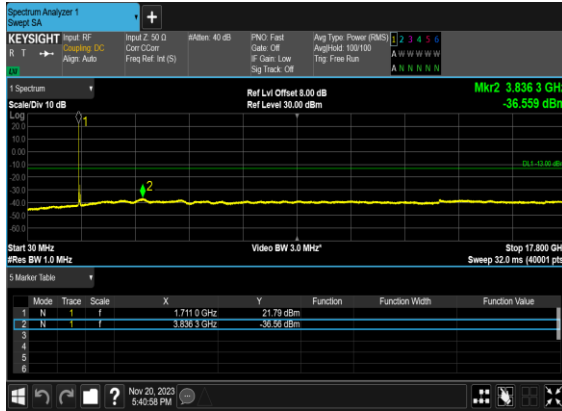 Spectrum Analyzer 1
Swept SA
+
KEYSIGHT Input: RF Input Z: 50 Ω #Atten: 40 dB PNO: Fast Avg Type: Power (RMS) 1 2 3 4 5 6
R T Coupling: DC Corr CCorr Gate: Off Avg|Hold: 100/100 A W W W W W
Align: Auto Freq Ref: Int (S) IF Gain: Low Trig: Free Run
Sig Track: Off A N N N N N
1 Spectrum Ref Lvl Offset 8.00 dB Mkr2 3.836 3 GHz
Scale/Div 10 dB Ref Level 30.00 dBm -36.559 dBm
Log
1
20.0
10.0
0.00
-10.0 DL1 -13.00 dBm
-20.0
-30.0 2
-40.0
-50.0
-60.0
Start 30 MHz Video BW 3.0 MHz* Stop 17.800 GHz
#Res BW 1.0 MHz Sweep 32.0 ms (40001 pts)
5 Marker Table
Mode Trace Scale X Y Function Function Width Function Value
1 N 1 f 1.711 0 GHz 21.79 dBm
2 N 1 f 3.836 3 GHz -36.56 dBm
3
4
5
6
? Nov 20, 2023
5:40:58 PM